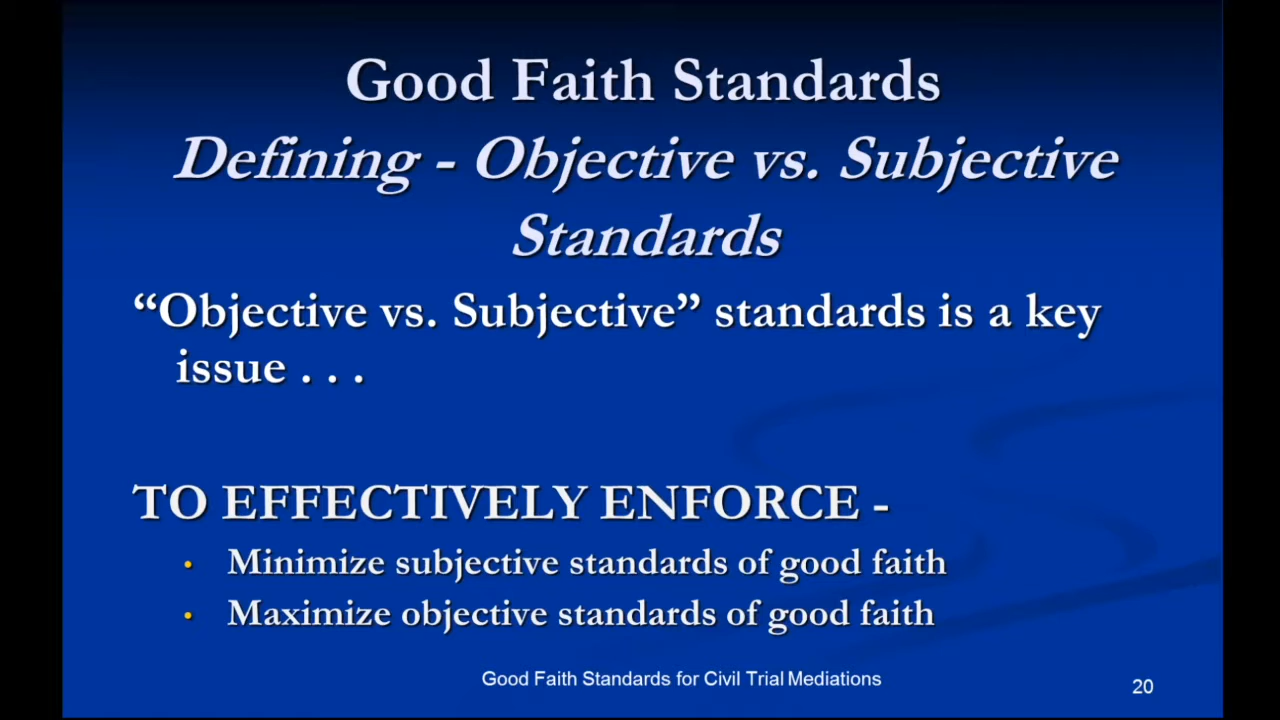 Good Faith Standards
Defining - Objective vs. Subjective
Standards
“Objective vs. Subjective” standards is a key
issue . . .
TO EFFECTIVELY ENFORCE -
• Minimize subjective standards of good faith
• Maximize objective standards of good faith
Good Faith Standards for Civil Trial Mediations
20